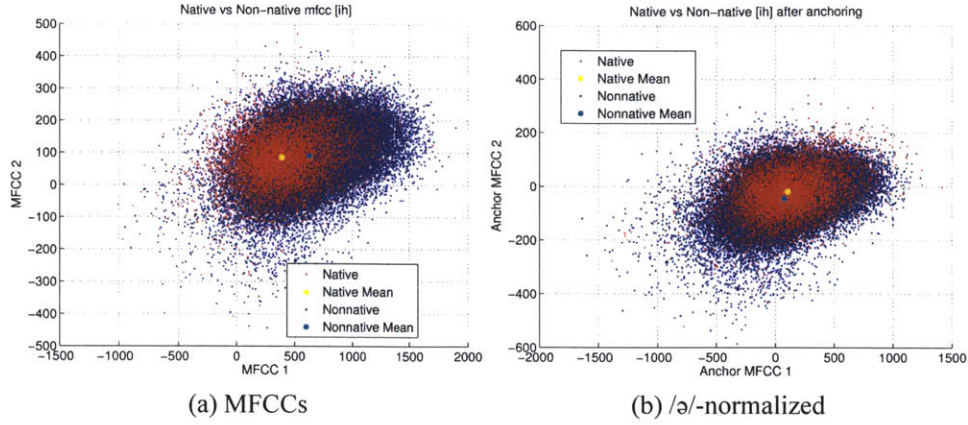 Native vs Non-native mfcc [ih]
500
400
300
200
100
0
−100
−200
−300
−400
−500
MFCC 2
Native
Native Mean
Nonnative
Nonnative Mean
−1500
−1000
−500
0
500
1000
1500
2000
MFCC 1
(a) MFCCs
Native vs Non-native [ih] after anchoring
600
400
200
0
−200
−400
−600
Anchor MFCC 2
Native
Native Mean
Nonnative
Nonnative Mean
−2000
−1500
−1000
−500
0
500
1000
1500
Anchor MFCC 1
(b) /ə/-normalized